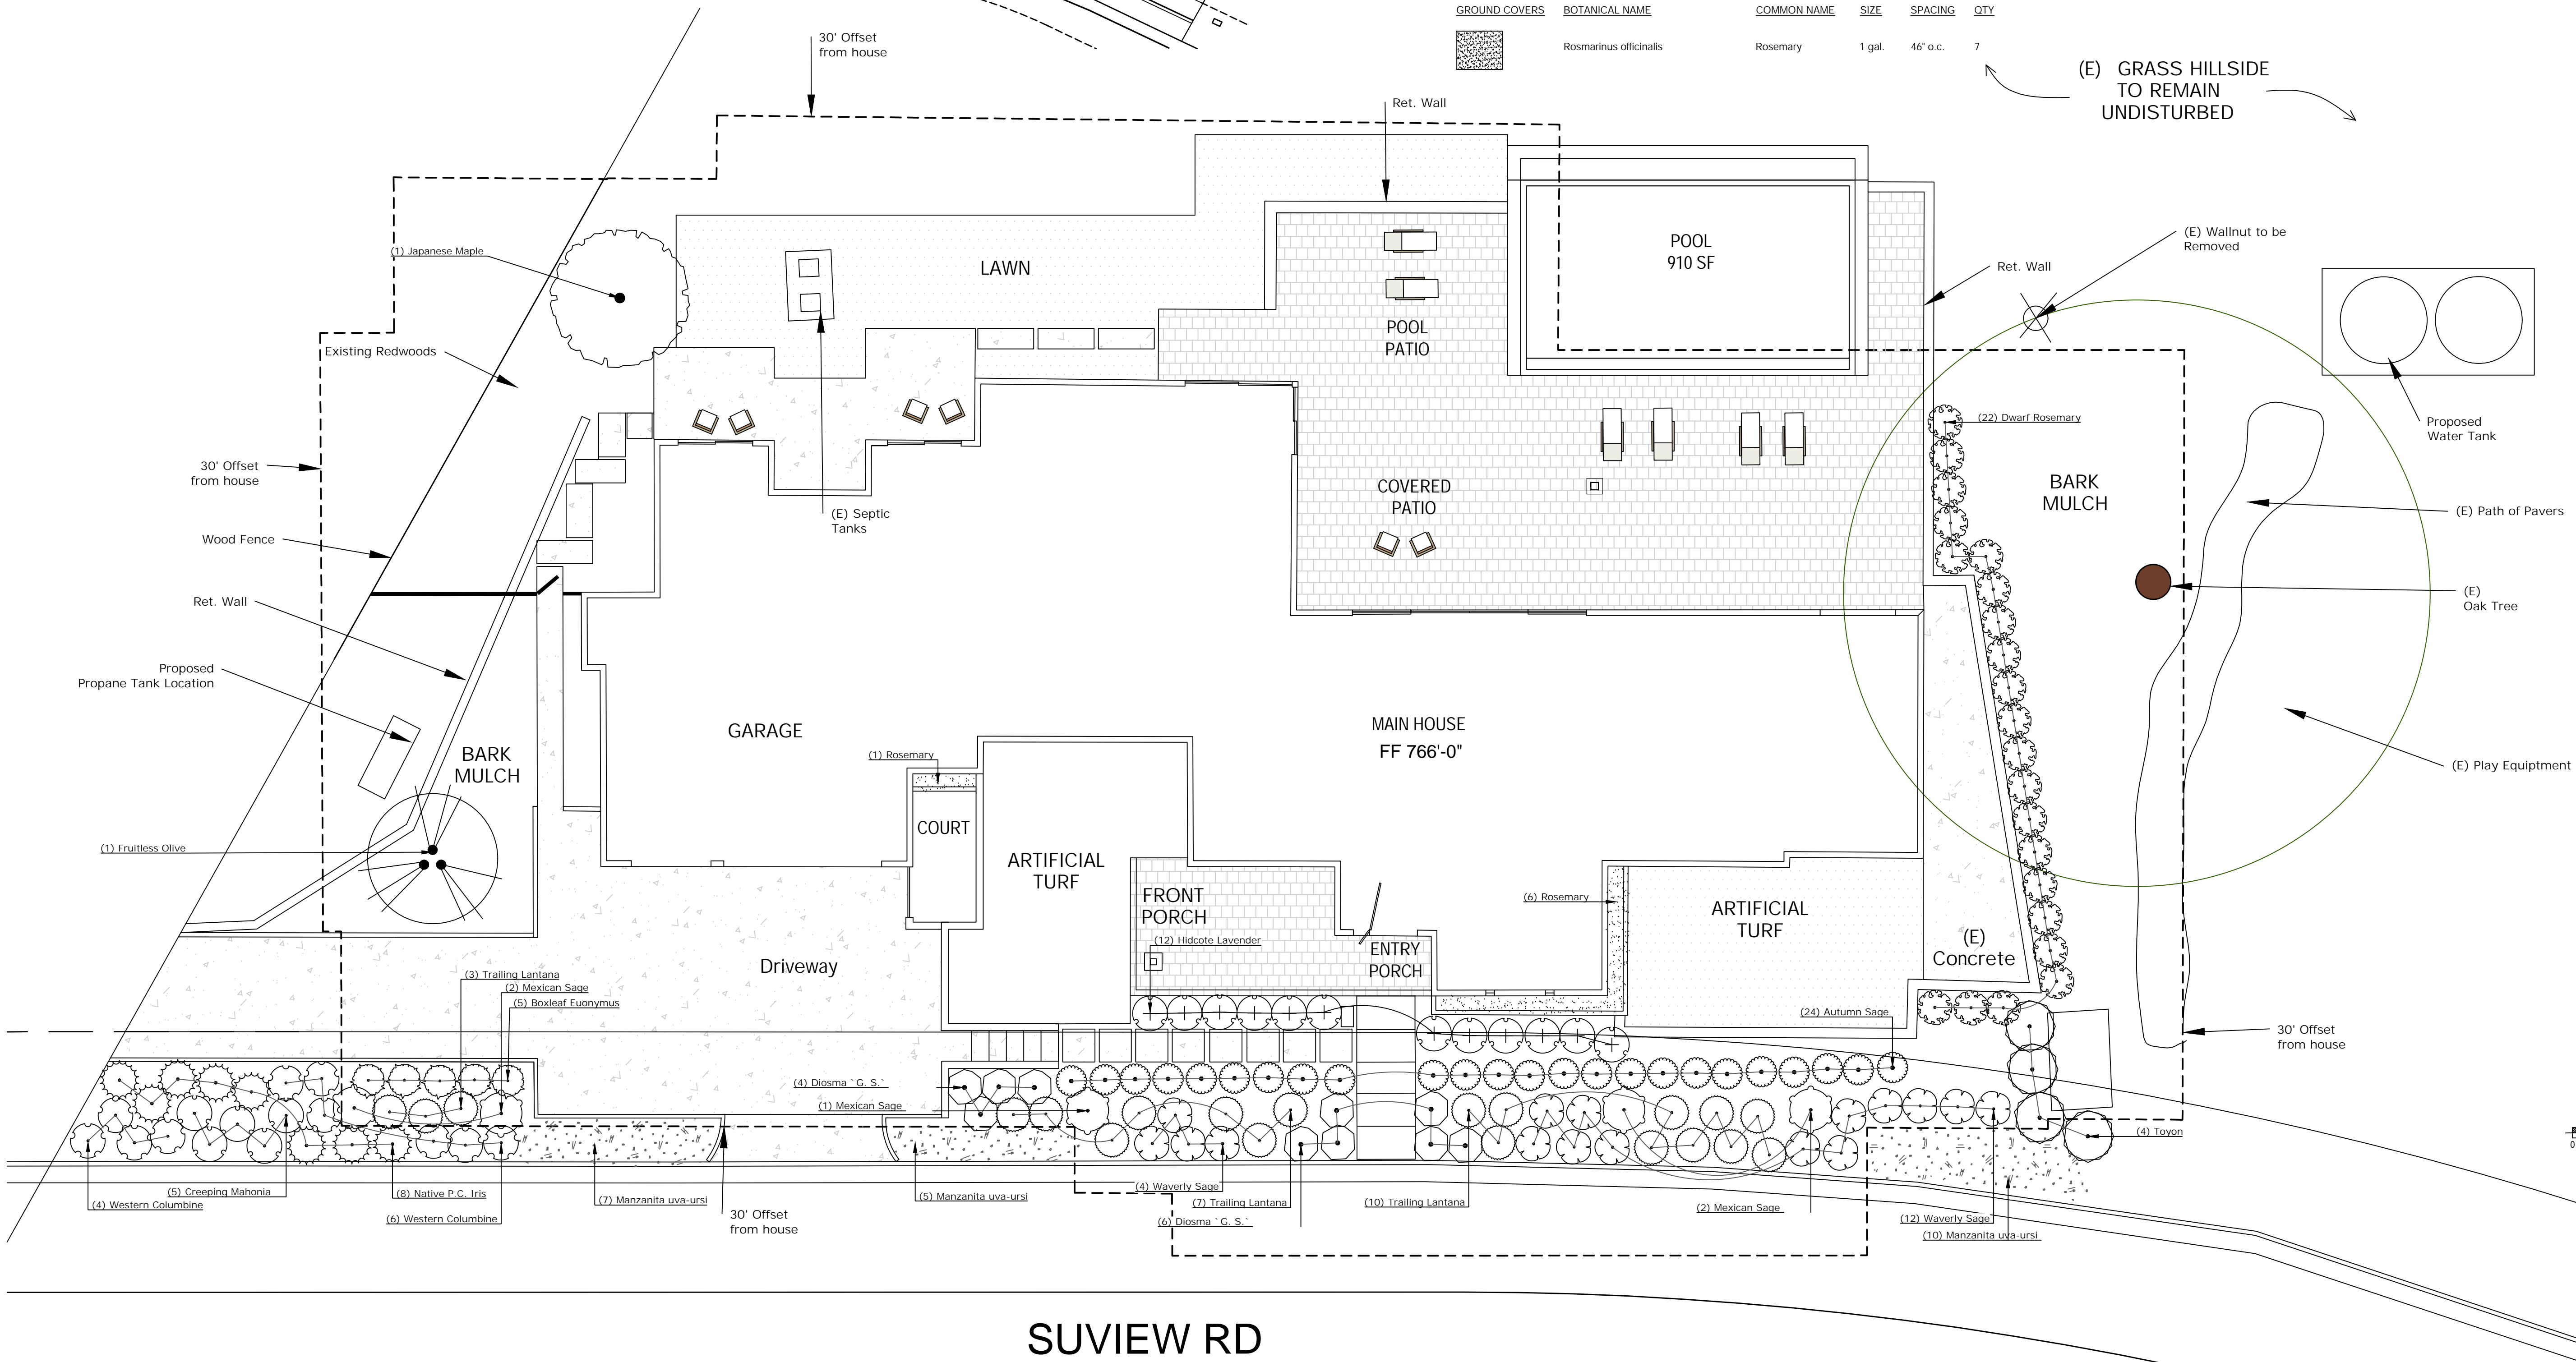 GROUND COVERS BOTANICAL NAME COMMON NAME SIZE SPACING QTY
Rosmarinus officinalis Rosemary 1 gal. 46" o.c. 7
30' Offset
from house
(E) GRASS HILLSIDE
TO REMAIN
UNDISTURBED
Ret. Wall
(1) Japanese Maple
LAWN
POOL
910 SF
(E) Wallnut to be
Removed
Ret. Wall
POOL
PATIO
Existing Redwoods
(22) Dwarf Rosemary
Proposed
Water Tank
30' Offset
from house
BARK
MULCH
COVERED
PATIO
(E) Septic
Tanks
(E) Path of Pavers
Wood Fence
Ret. Wall
(E)
Oak Tree
Proposed
Propane Tank Location
GARAGE
MAIN HOUSE
FF 766'-0"
(1) Rosemary
BARK
MULCH
(E) Play Equiptment
COURT
(1) Fruitless Olive
ARTIFICIAL
TURF
FRONT
PORCH
(6) Rosemary
ARTIFICIAL
TURF
(12) Hidcote Lavender
ENTRY
PORCH
(E)
Concrete
Driveway
(3) Trailing Lantana
(2) Mexican Sage
(5) Boxleaf Euonymus
(24) Autumn Sage
30' Offset
from house
(4) Diosma `G. S.`
(1) Mexican Sage
(4) Toyon
0
(5) Creeping Mahonia
(8) Native P.C. Iris
(4) Western Columbine
(6) Western Columbine
(7) Manzanita uva-ursi
(5) Manzanita uva-ursi
(4) Waverly Sage
(7) Trailing Lantana
(10) Trailing Lantana
(6) Diosma `G. S.`
(2) Mexican Sage
(12) Waverly Sage
(10) Manzanita uva-ursi
30' Offset
from house
SUVIEW RD